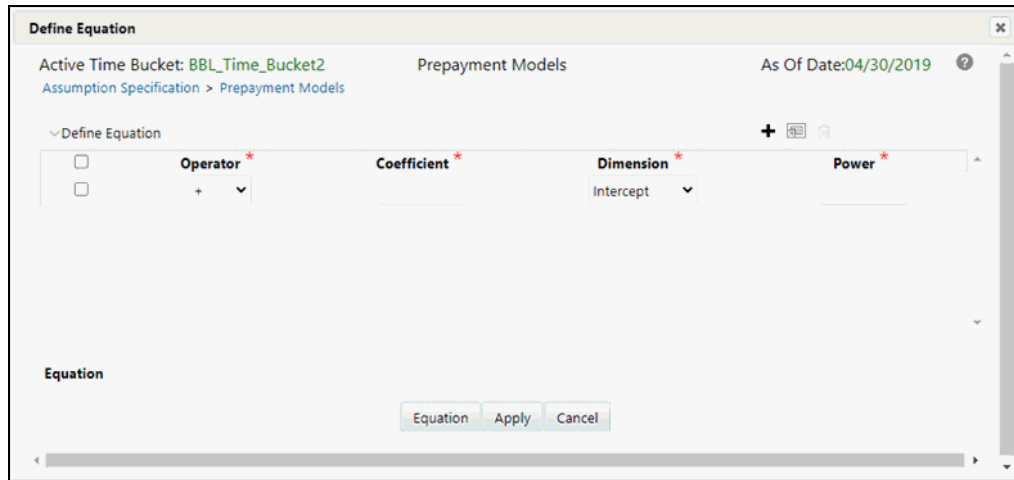 Define Equation
Active Time Bucket: BBL_Time_Bucket2 Prepayment Models As Of Date:04/30/2019
Assumption Specification > Prepayment Models
Define Equation
Operator * Coefficient * Dimension * Power *
+ Intercept
Equation
Equation Apply Cancel